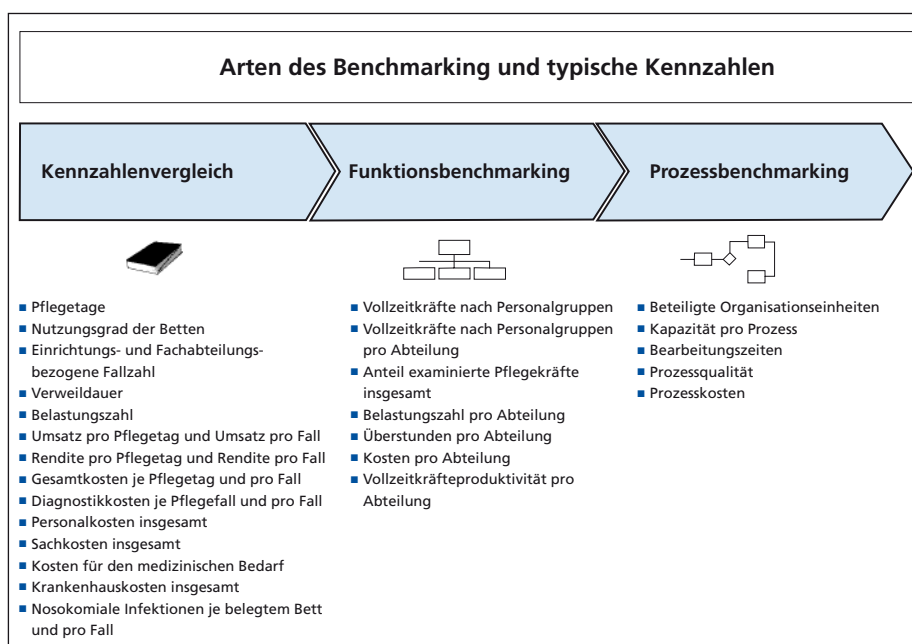 Arten des Benchmarking und typische Kennzahlen
Kennzahlenvergleich
Funktionsbenchmarking
Prozessbenchmarking
Pflegetage
Nutzungsgrad der Betten
Einrichtungs- und Fachabteilungs-
bezogene Fallzahl
Verweildauer
Belastungszahl
Umsatz pro Pflegetag und Umsatz pro Fall
Rendite pro Pflegetag und Rendite pro Fall
Gesamtkosten je Pflegetag und pro Fall
Diagnostikkosten je Pflegefall und pro Fall
Personalkosten insgesamt
Sachkosten insgesamt
Kosten für den medizinischen Bedarf
Krankenhauskosten insgesamt
Nosokomiale Infektionen je belegtem Bett
und pro Fall
Vollzeitkräfte nach Personalgruppen
Vollzeitkräfte nach Personalgruppen
pro Abteilung
Anteil examinierte Pflegekräfte
insgesamt
Belastungszahl pro Abteilung
Überstunden pro Abteilung
Kosten pro Abteilung
Vollzeitkräfteproduktivität pro
Abteilung
Beteiligte Organisationseinheiten
Kapazität pro Prozess
Bearbeitungszeiten
Prozessqualität
Prozesskosten